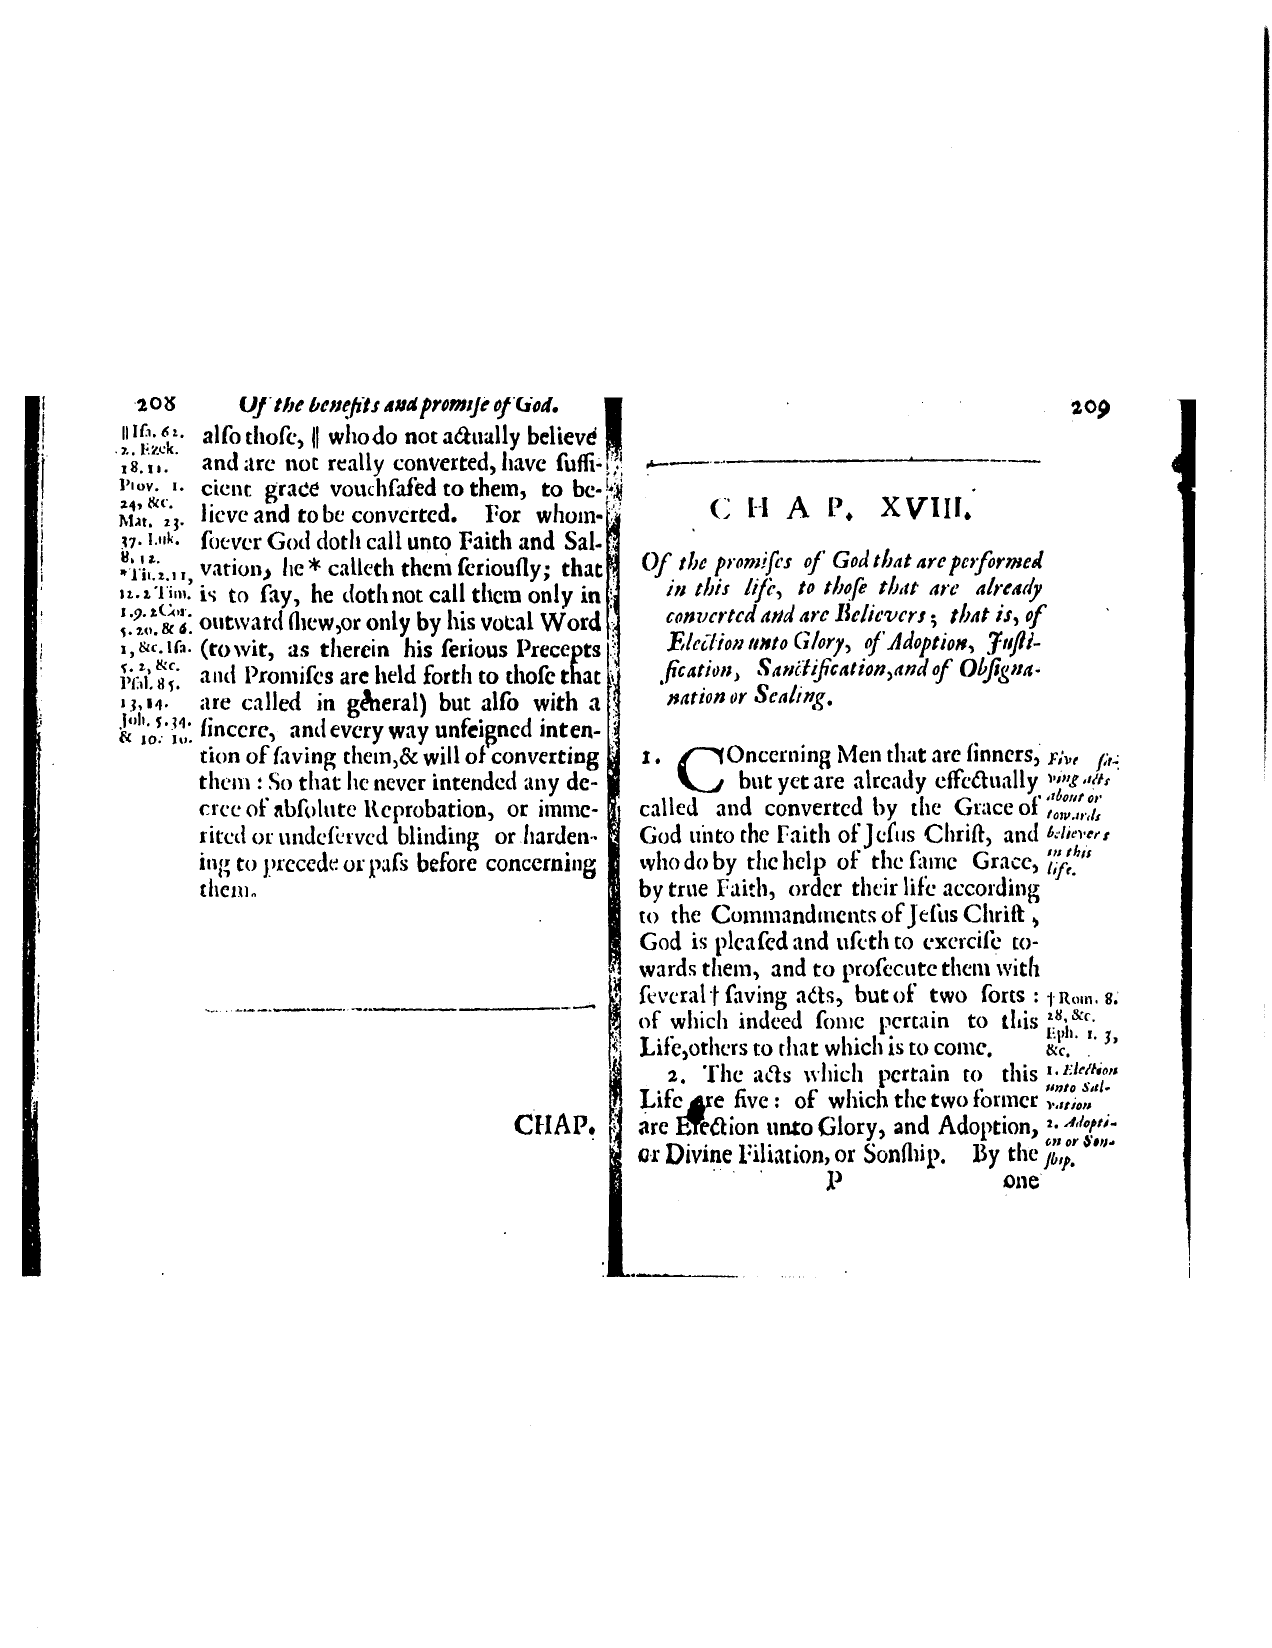 208 Of the benefits and promiſe of God.
|| Iſa. 62.
2. Ezek.
18. 11.
Prov. 1.
24, &c.
Mat. 23.
37. Luk.
8. 12.
*Tit. 2. 11,
12. 2 Tim.
1. 9. 2 Cor.
5. 20. & 6.
1, &c. Iſa.
5. 2, &c.
Pſal. 85.
13, 14.
Joh. 5. 34.
& 10. 10.
alſo thoſe, || who do not actually believe
and are not really converted, have ſuffi-
cient grace vouchſafed to them, to be-
lieve and to be converted. For whom-
ſoever God doth call unto Faith and Sal-
vation, he * calleth them ſeriouſly; that
is to ſay, he doth not call them only in
outward ſhew, or only by his vocal Word
(to wit, as therein his ſerious Precepts
and Promiſes are held forth to thoſe that
are called in general) but alſo with a
ſincere, and every way unfeigned inten-
tion of ſaving them, & will of converting
them : So that he never intended any de-
cree of abſolute Reprobation, or imme-
rited or undeſerved blinding or harden-
ing to precede or paſs before concerning
them.
CHAP.
209
CHAP. XVIII.
Of the promiſes of God that are performed
in this life, to thoſe that are already
converted and are Believers ; that is, of
Election unto Glory, of Adoption, Juſti-
fication, Sanctification, and of Obſigna-
nation or Sealing.
1. COncerning Men that are ſinners,
but yet are already effectually
called and converted by the Grace of
God unto the Faith of Jeſus Chriſt, and
who do by the help of the ſame Grace,
by true Faith, order their life according
to the Commandments of Jeſus Chriſt ,
God is pleaſed and uſeth to exerciſe to-
wards them, and to proſecute them with
ſeveral † ſaving acts, but of two ſorts :
of which indeed ſome pertain to this
Life, others to that which is to come.
2. The acts which pertain to this
Life are five : of which the two former
are Election unto Glory, and Adoption,
or Divine Filiation, or Sonſhip. By the
Five ſa-
ving acts
about or
towards
believers
in this
life.
† Rom. 8.
28, &c.
Eph. 1. 3,
&c.
1. Election
unto Sal-
vation
2. Adopti-
on or Son-
ſhip.
P one